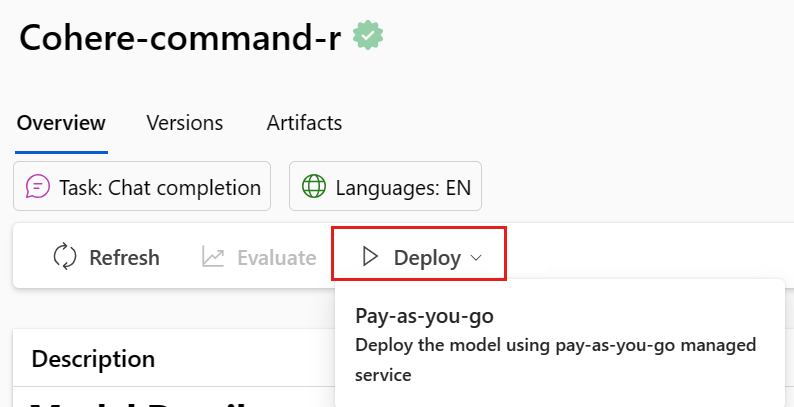 Cohere-command-r
Overview Versions Artifacts
Task: Chat completion Languages: EN
Refresh Evaluate Deploy
Pay-as-you-go
Deploy the model using pay-as-you-go managed
service
Description